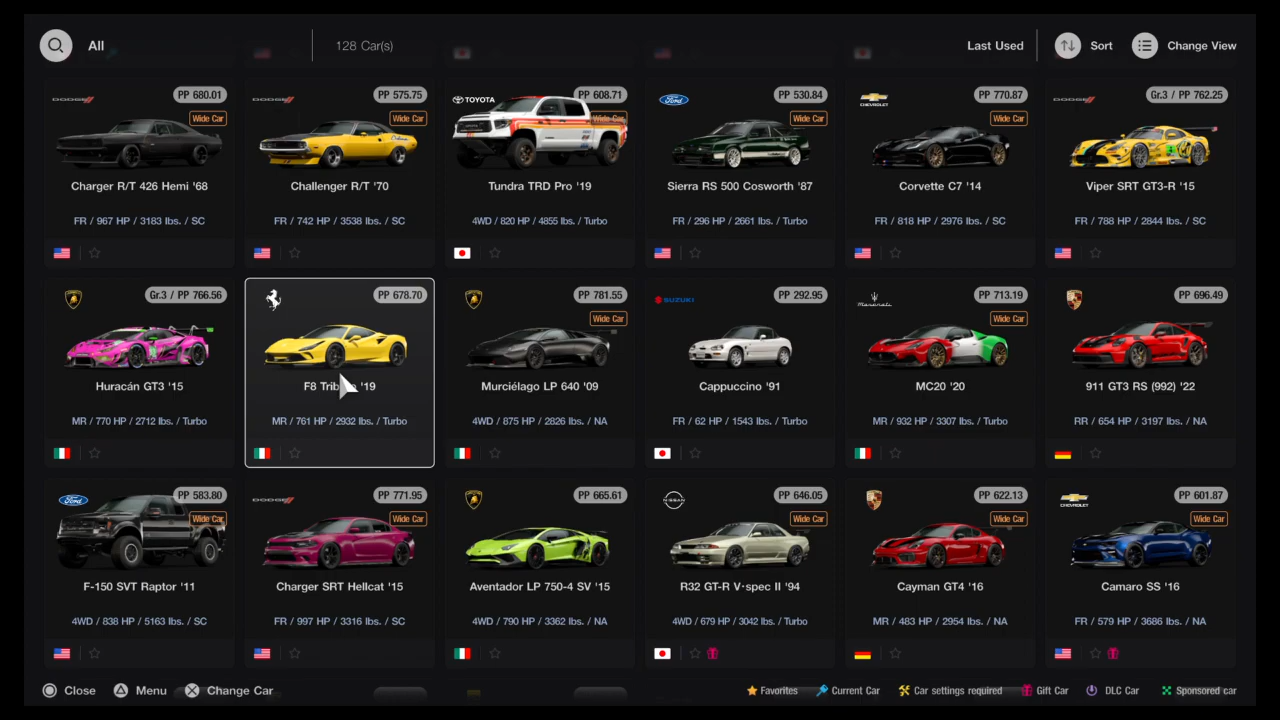 All
128 Car(s)
Last Used
Sort
Change View
DODGE
PP 680.01
Wide Car
Charger R/T 426 Hemi '68
FR / 967 HP / 3183 lbs. / SC
DODGE
PP 575.75
Wide Car
Challenger R/T '70
FR / 742 HP / 3538 lbs. / SC
TOYOTA
PP 608.71
Wide Car
Tundra TRD Pro '19
4WD / 820 HP / 4855 lbs. / Turbo
Ford
PP 530.84
Wide Car
Sierra RS 500 Cosworth '87
FR / 296 HP / 2661 lbs. / Turbo
CHEVROLET
PP 770.87
Wide Car
Corvette C7 '14
FR / 818 HP / 2976 lbs. / SC
DODGE
Gr.3 / PP 762.25
Viper SRT GT3-R '15
FR / 788 HP / 2844 lbs. / SC
Gr.3 / PP 766.56
Huracán GT3 '15
MR / 770 HP / 2712 lbs. / Turbo
PP 678.70
F8 Trib e '19
MR / 761 HP / 2932 lbs. / Turbo
PP 781.55
Wide Car
Murciélago LP 640 '09
4WD / 875 HP / 2826 lbs. / NA
SUZUKI
PP 292.95
Cappuccino '91
FR / 62 HP / 1543 lbs. / Turbo
Maserati
PP 713.19
Wide Car
MC20 '20
MR / 932 HP / 3307 lbs. / Turbo
PP 696.49
911 GT3 RS (992) '22
RR / 654 HP / 3197 lbs. / NA
Ford
PP 583.80
Wide Car
F-150 SVT Raptor '11
4WD / 838 HP / 5163 lbs. / SC
DODGE
PP 771.95
Wide Car
Charger SRT Hellcat '15
FR / 997 HP / 3316 lbs. / SC
PP 665.61
Aventador LP 750-4 SV '15
4WD / 790 HP / 3362 lbs. / NA
NISSAN
PP 646.05
Wide Car
R32 GT-R V·spec II '94
4WD / 679 HP / 3042 lbs. / Turbo
PP 622.13
Wide Car
Cayman GT4 '16
MR / 483 HP / 2954 lbs. / NA
CHEVROLET
PP 601.87
Wide Car
Camaro SS '16
FR / 579 HP / 3686 lbs. / NA
Close
Menu
Change Car
Favorites
Current Car
Car settings required
Gift Car
DLC Car
Sponsored car